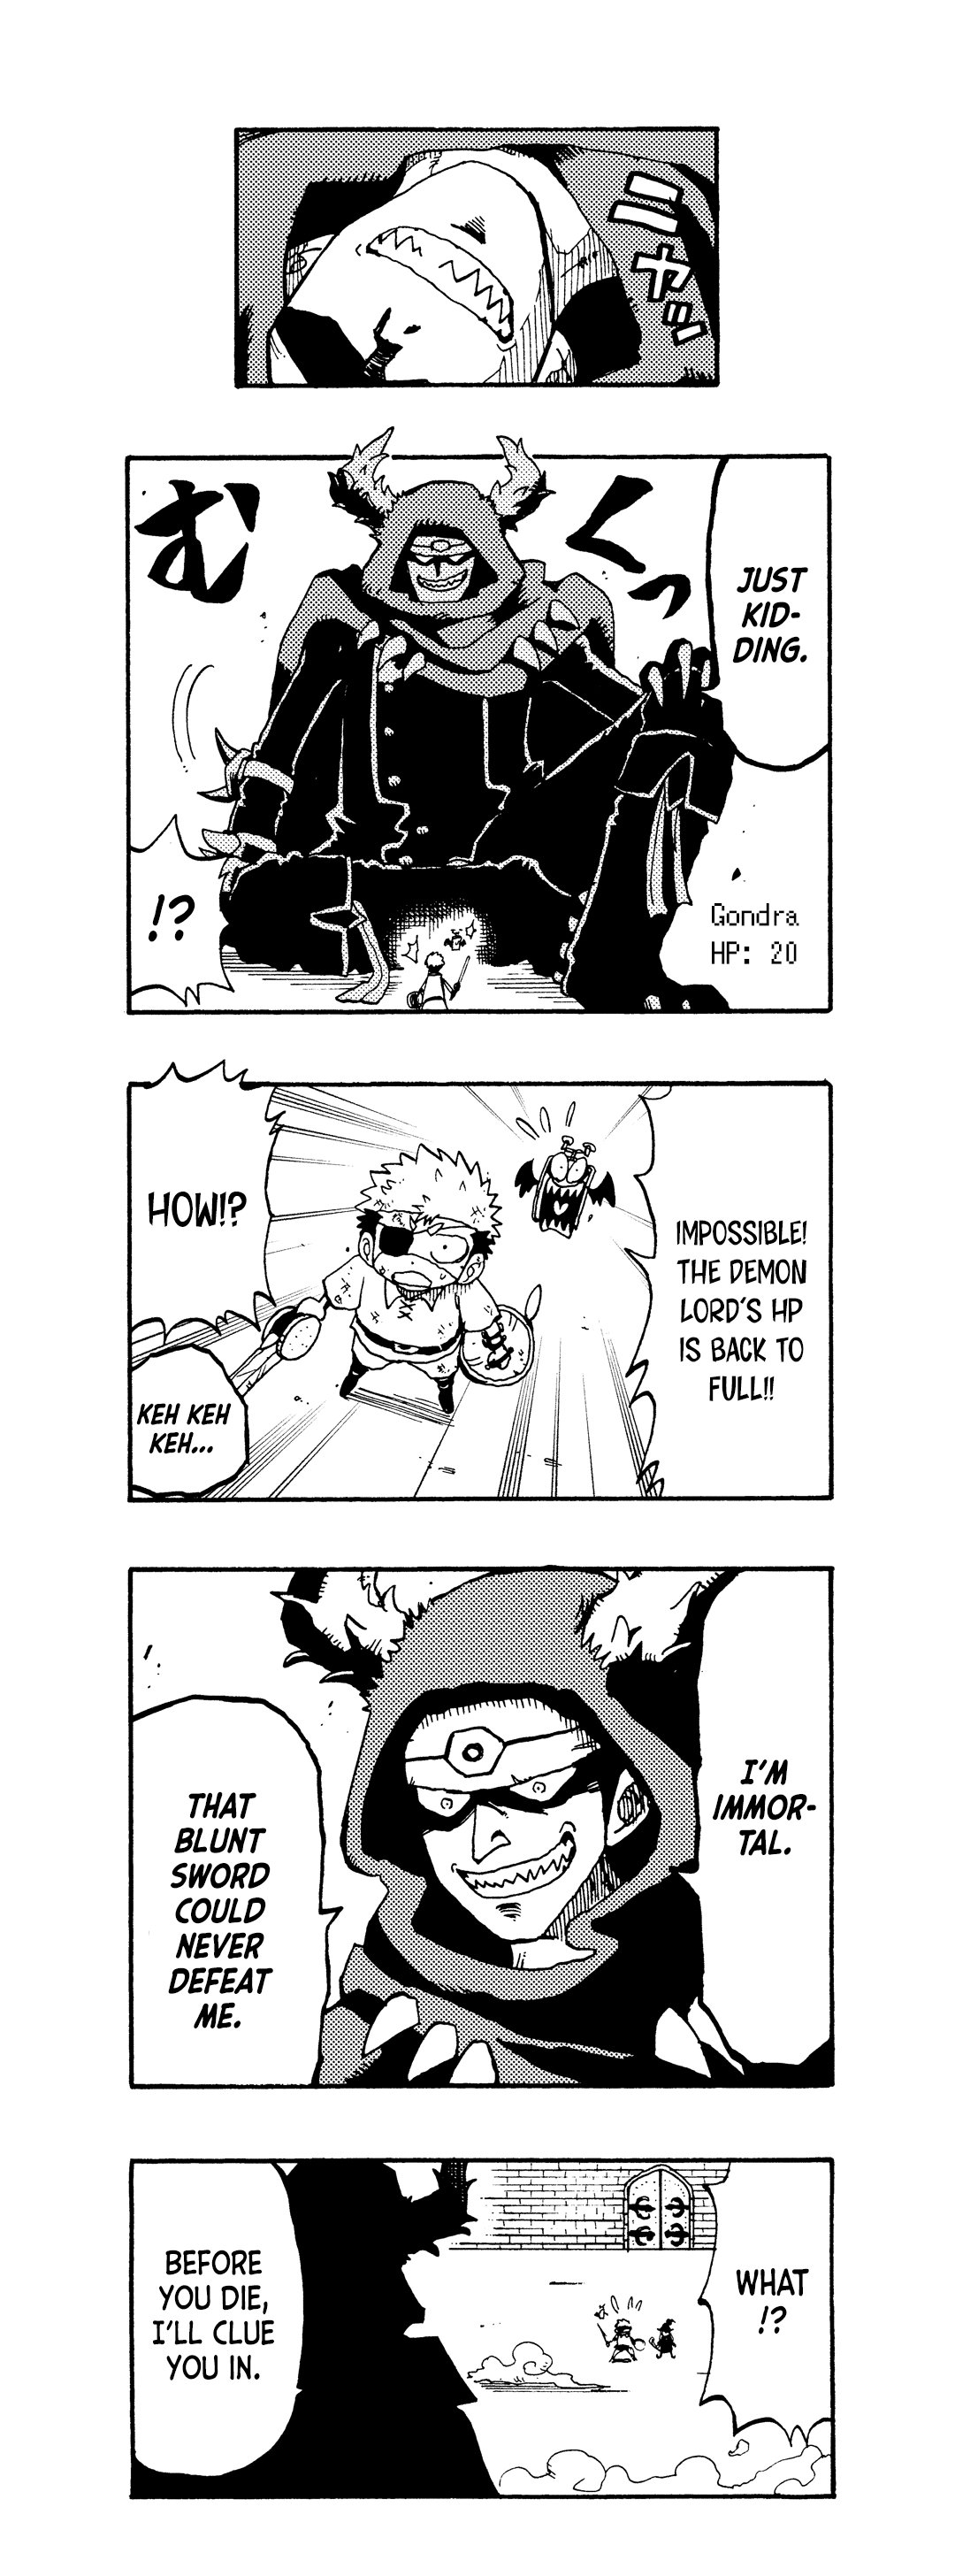 ニヤッ
JUST
KID-
DING.
むくっ
!?
Gondra
HP: 20
IMPOSSIBLE!
THE DEMON
LORD'S HP
IS BACK TO
FULL!!
HOW!?
KEH KEH
KEH...
I'M
IMMOR-
TAL.
THAT
BLUNT
SWORD
COULD
NEVER
DEFEAT
ME.
WHAT
!?
BEFORE
YOU DIE,
I'LL CLUE
YOU IN.